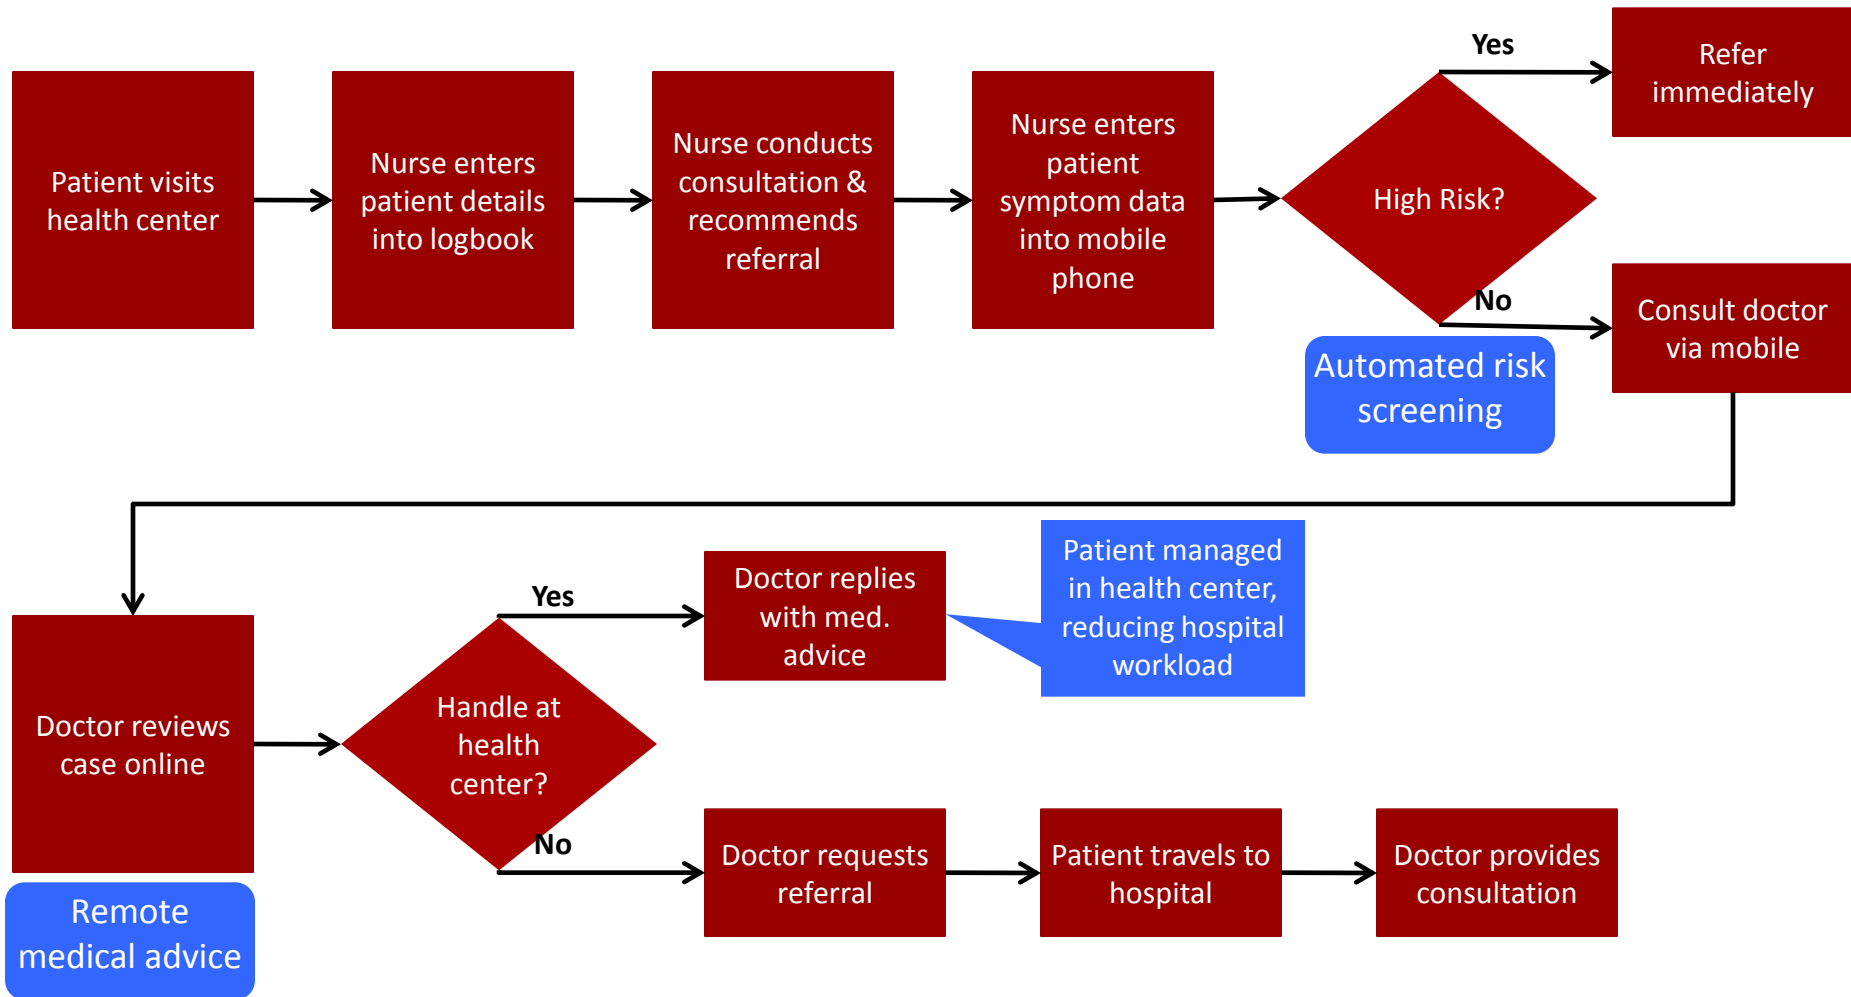 Patient visits
health center
Nurse enters
patient details
into logbook
Nurse conducts
consultation &
recommends
referral
Nurse enters
patient
symptom data
into mobile
phone
High Risk?
Yes
Refer
immediately
No
Consult doctor
via mobile
Automated risk
screening
Doctor reviews
case online
Remote
medical advice
Handle at
health
center?
Yes
Doctor replies
with med.
advice
Patient managed
in health center,
reducing hospital
workload
No
Doctor requests
referral
Patient travels to
hospital
Doctor provides
consultation